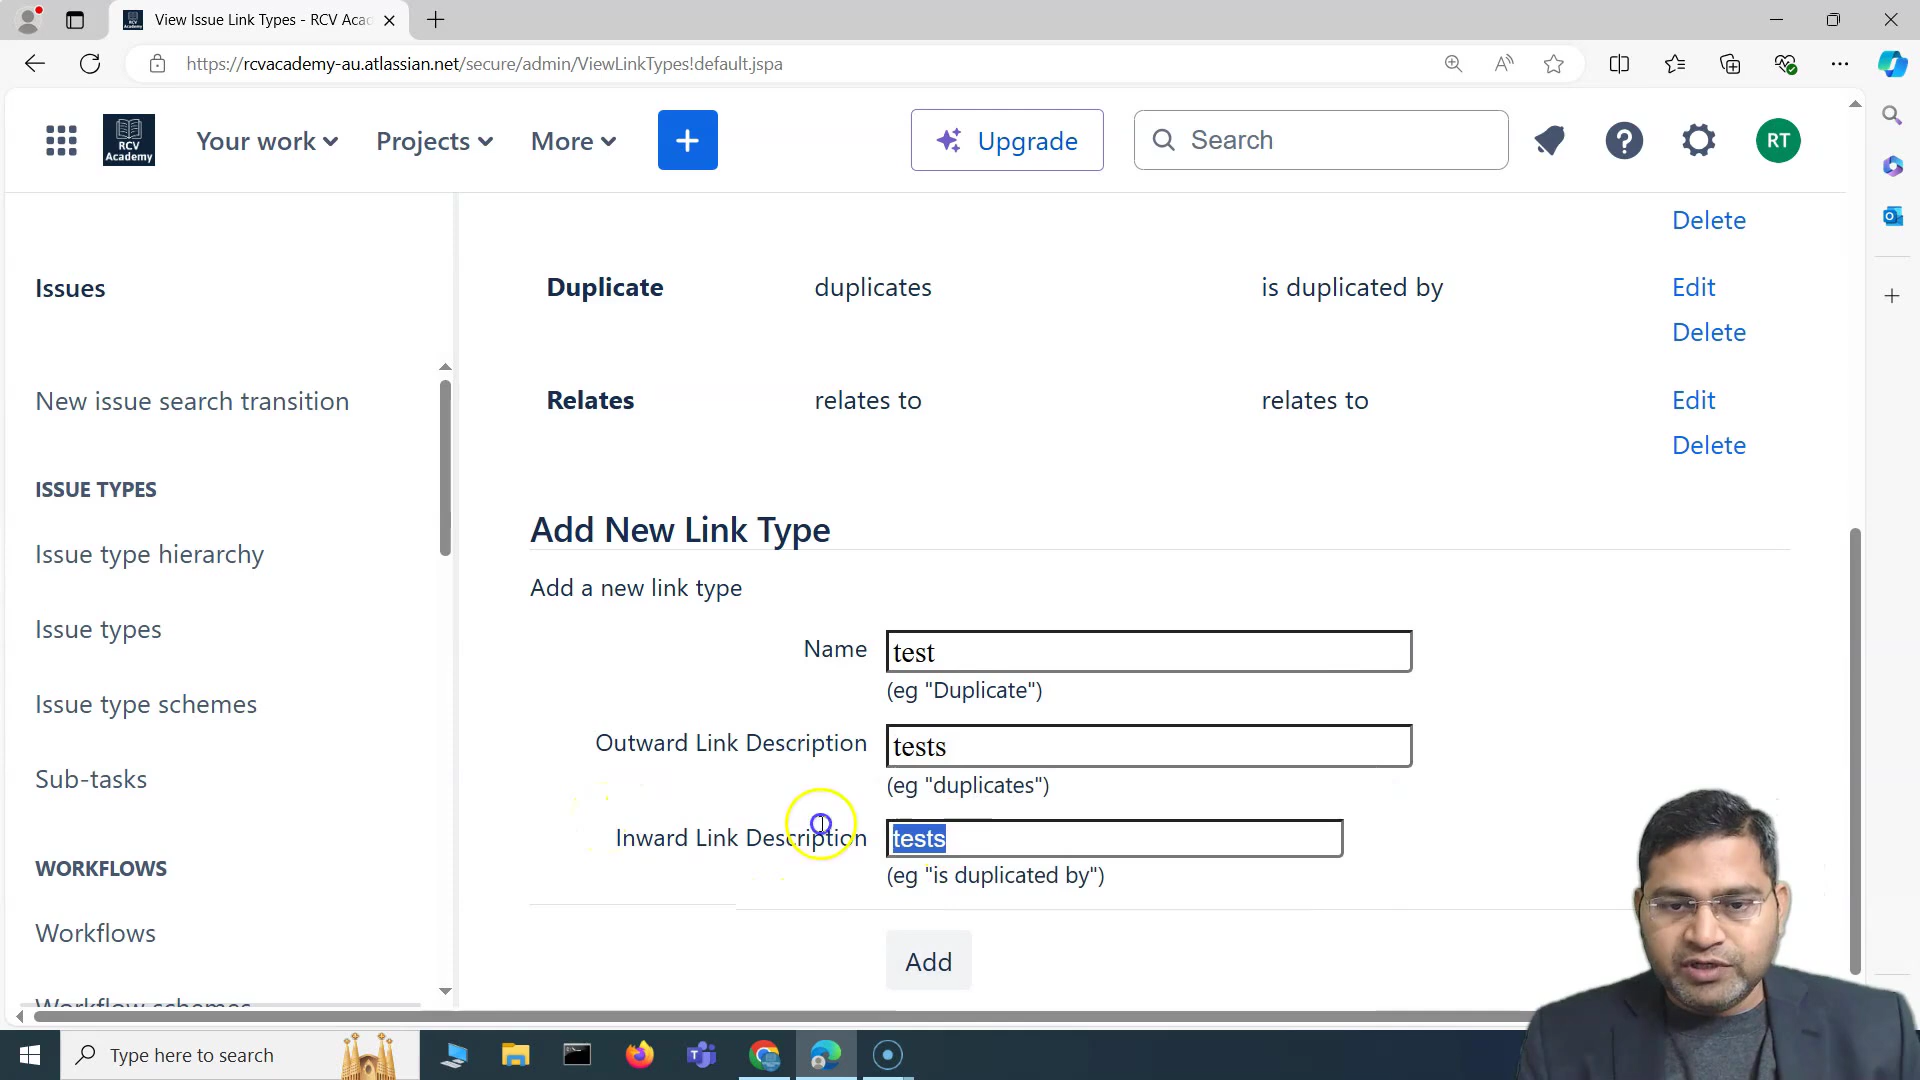 View Issue Link Types - RCV Aca
https://rcvacademy-au.atlassian.net/secure/admin/ViewLinkTypes!default.jspa
RCV
Academy
Your work
Projects
More
Upgrade
Search
RT
Issues
New issue search transition
ISSUE TYPES
Issue type hierarchy
Issue types
Issue type schemes
Sub-tasks
WORKFLOWS
Workflows
Workflow schemes
Delete
Duplicate duplicates is duplicated by Edit
Delete
Relates relates to relates to Edit
Delete
Add New Link Type
Add a new link type
Name test
(eg "Duplicate")
Outward Link Description tests
(eg "duplicates")
Inward Link Description tests
(eg "is duplicated by")
Add
Type here to search